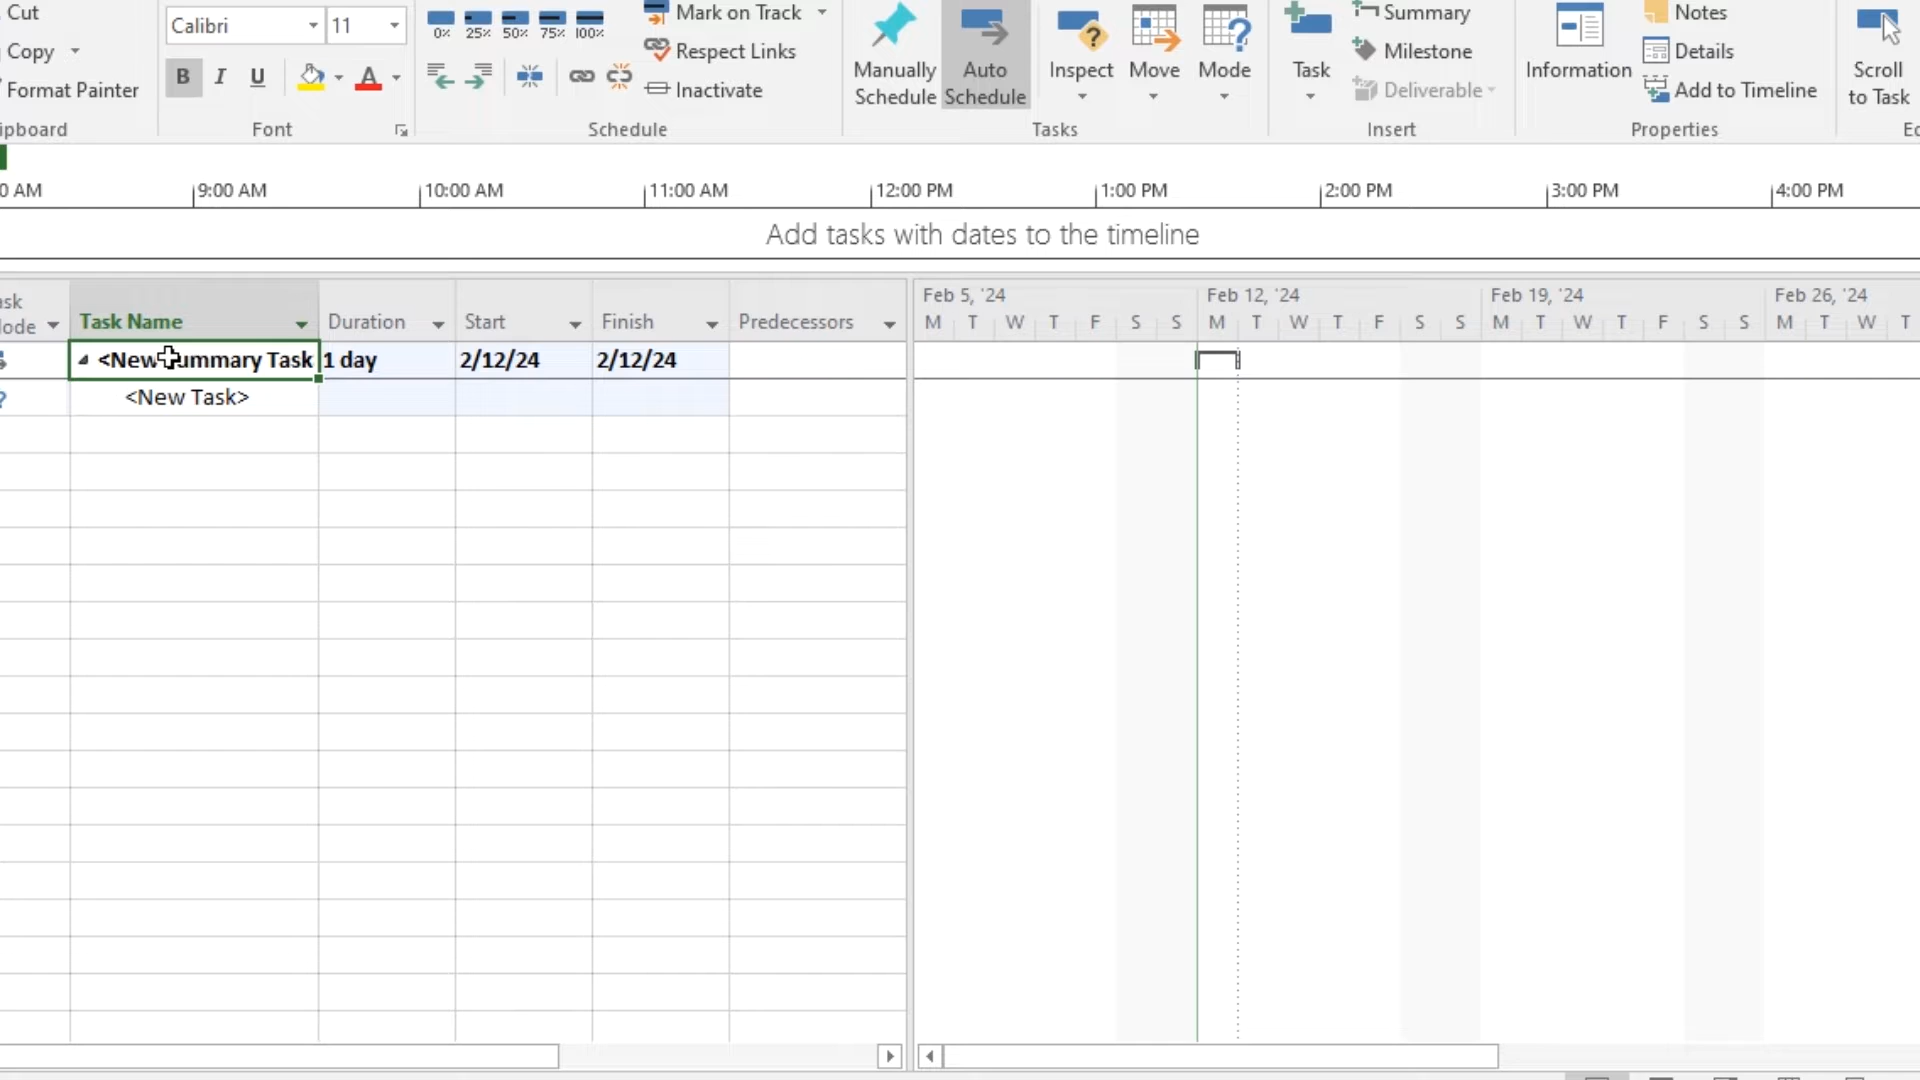 Cut
Copy
Format Painter
Calibri 11
B I U
A
0% 25% 50% 75% 100%
Mark on Track
Respect Links
Inactivate
Manually Schedule
Auto Schedule
Inspect
Move
Mode
Task
Summary
Milestone
Deliverable
Information
Notes
Details
Add to Timeline
Scroll to Task
Font
Schedule
Tasks
Insert
Properties
9:00 AM 10:00 AM 11:00 AM 12:00 PM 1:00 PM 2:00 PM 3:00 PM 4:00 PM
Add tasks with dates to the timeline
Task Name Duration Start Finish Predecessors
Feb 5, '24 Feb 12, '24 Feb 19, '24 Feb 26, '24
M T W T F S S M T W T F S S M T W T F S S M T W T
<New Summary Task 1 day 2/12/24 2/12/24
<New Task>